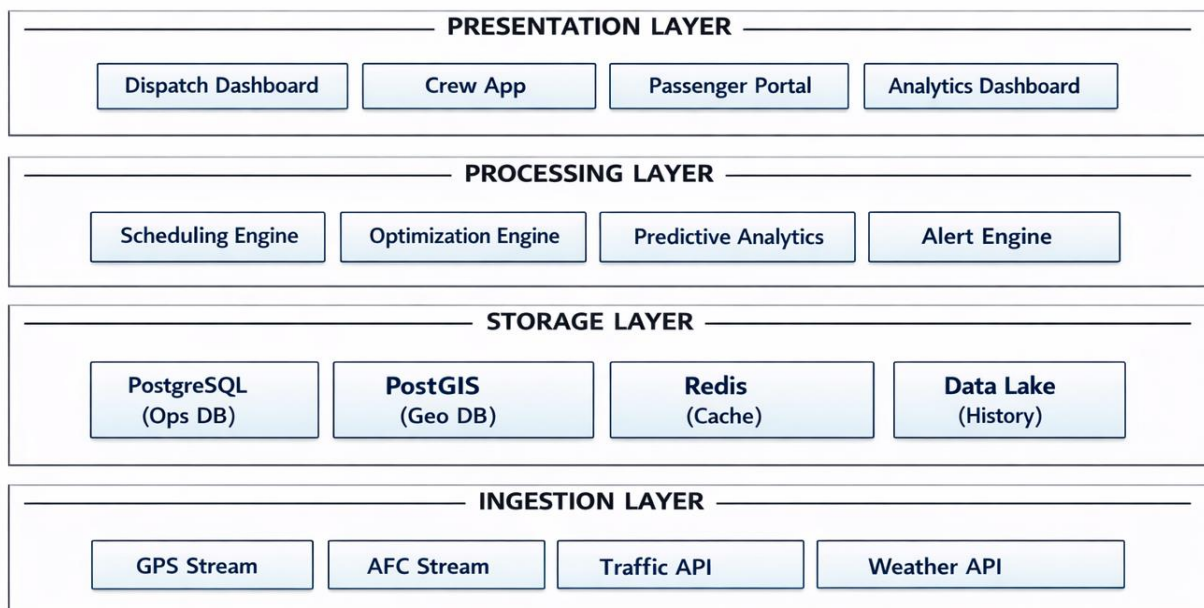 PRESENTATION LAYER
Dispatch Dashboard
Crew App
Passenger Portal
Analytics Dashboard
PROCESSING LAYER
Scheduling Engine
Optimization Engine
Predictive Analytics
Alert Engine
STORAGE LAYER
PostgreSQL
(Ops DB)
PostGIS
(Geo DB)
Redis
(Cache)
Data Lake
(History)
INGESTION LAYER
GPS Stream
AFC Stream
Traffic API
Weather API